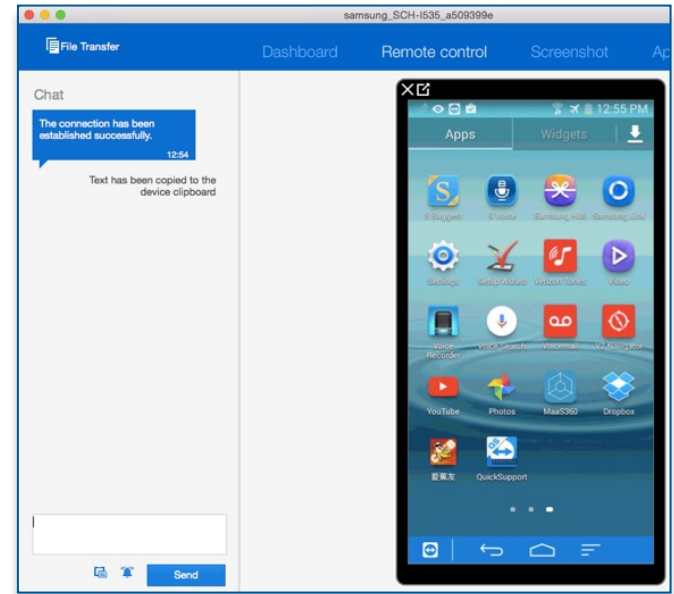 samsung_SCH-I535_a509399e
File Transfer
Dashboard
Remote control
Screenshot
Ap
Chat
The connection has been
established successfully.
12:54
Text has been copied to the
device clipboard
Send
12:55 PM
Apps
Widgets
S Suggest
S Voice
Samsung Hub
Samsung Link
Settings
Setup Wizard
Verizon Tones
Video
Voice
Recorder
Voice Search
Voicemail
VZ Navigator
YouTube
Photos
MaaS360
Dropbox
QuickSupport